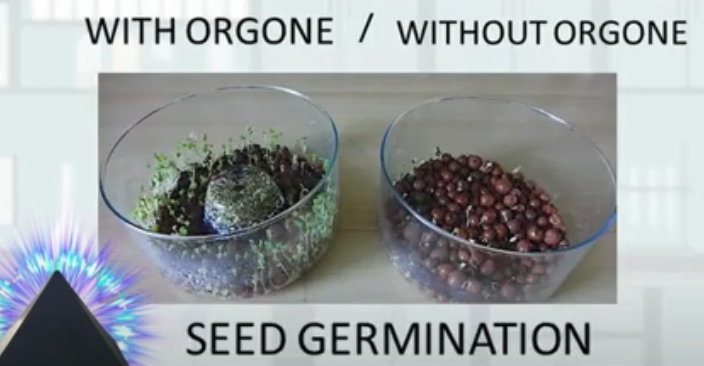 WITH ORGONE / WITHOUT ORGONE
SEED GERMINATION